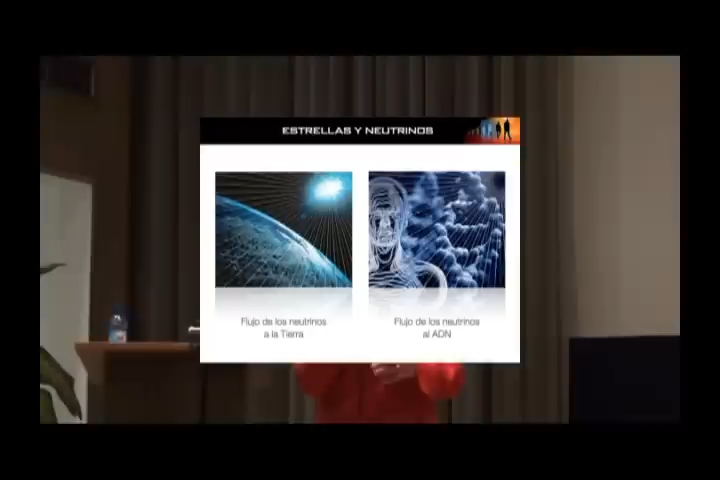 ESTRELLAS Y NEUTRINOS
Flujo de los neutrinos
a la Tierra
Flujo de los neutrinos
al ADN